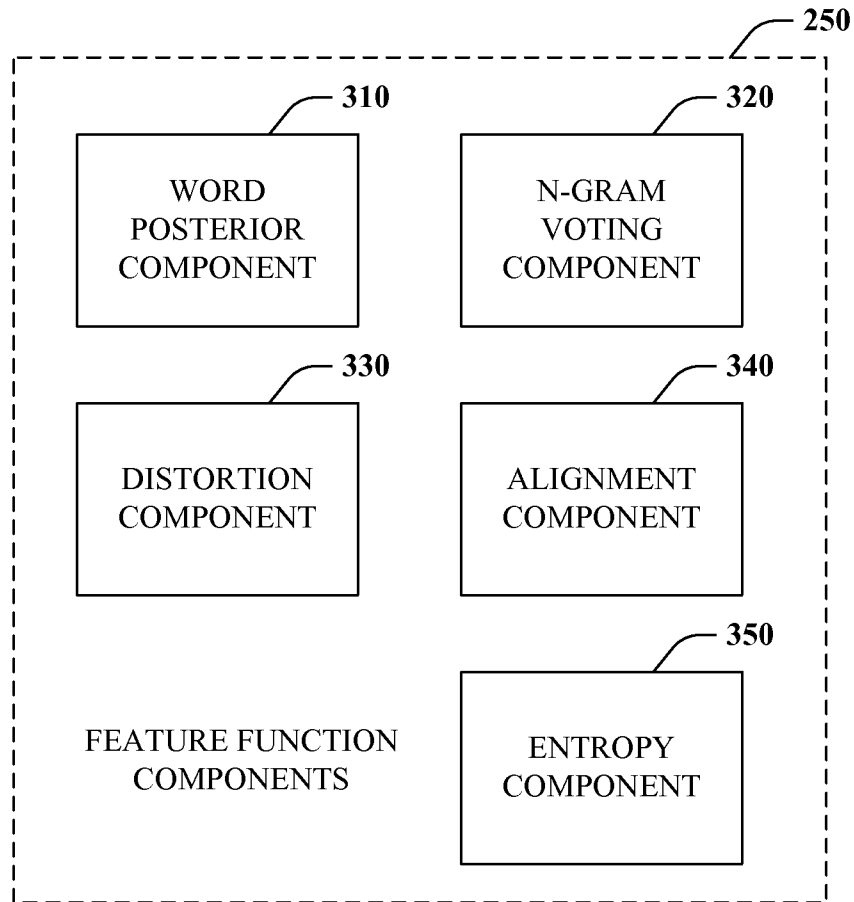 250
310
320
WORD
POSTERIOR
COMPONENT
N-GRAM
VOTING
COMPONENT
330
340
DISTORTION
COMPONENT
ALIGNMENT
COMPONENT
350
FEATURE FUNCTION
COMPONENTS
ENTROPY
COMPONENT